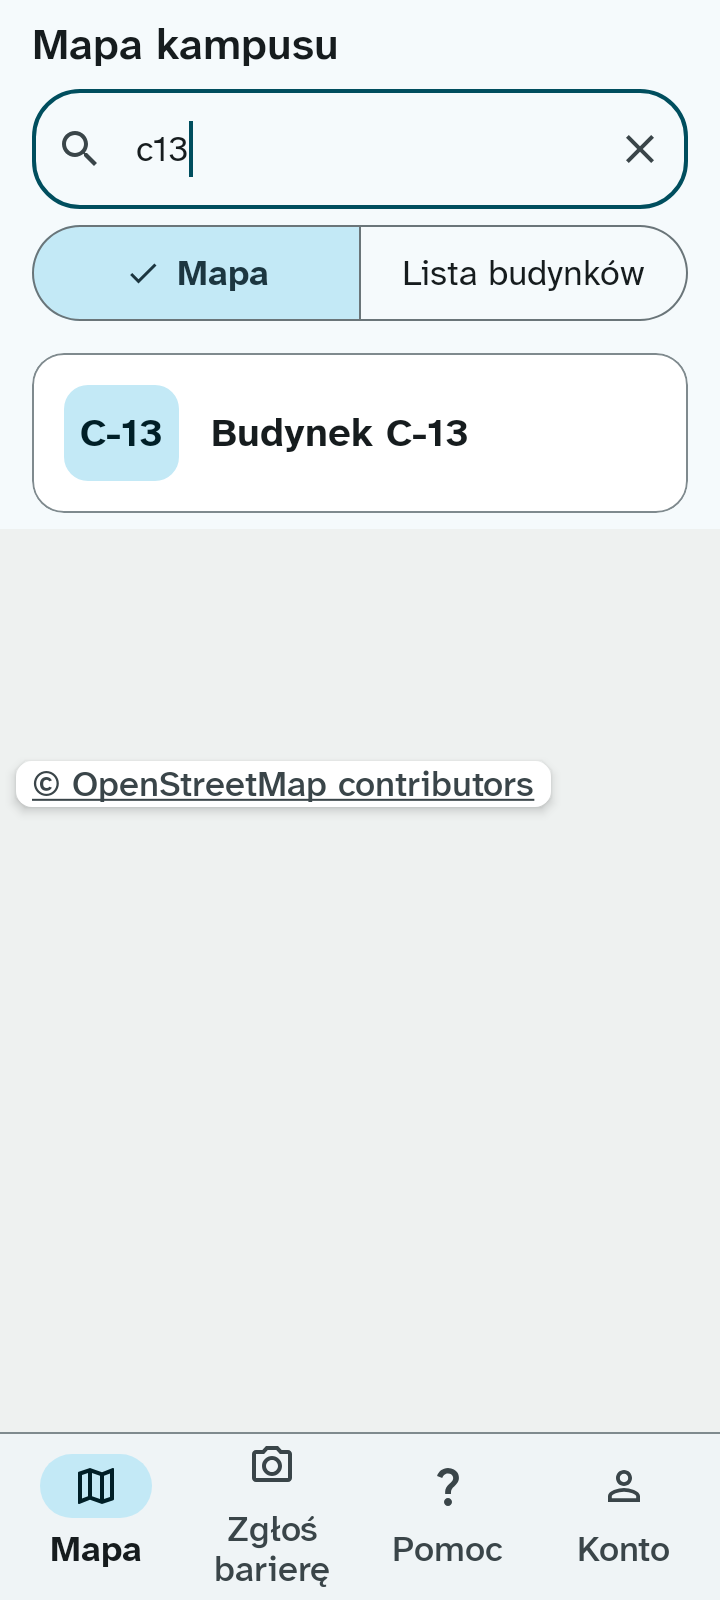 Mapa kampusu
c13
Mapa
Lista budynków
C-13
Budynek C-13
© OpenStreetMap contributors
Mapa
Zgłoś
barierę
Pomoc
Konto